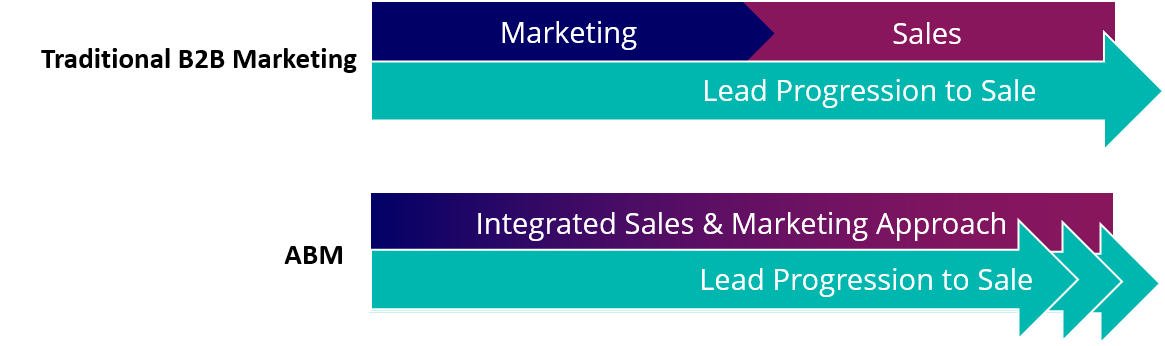 Traditional B2B Marketing
Marketing
Sales
Lead Progression to Sale
ABM
Integrated Sales & Marketing Approach
Lead Progression to Sale